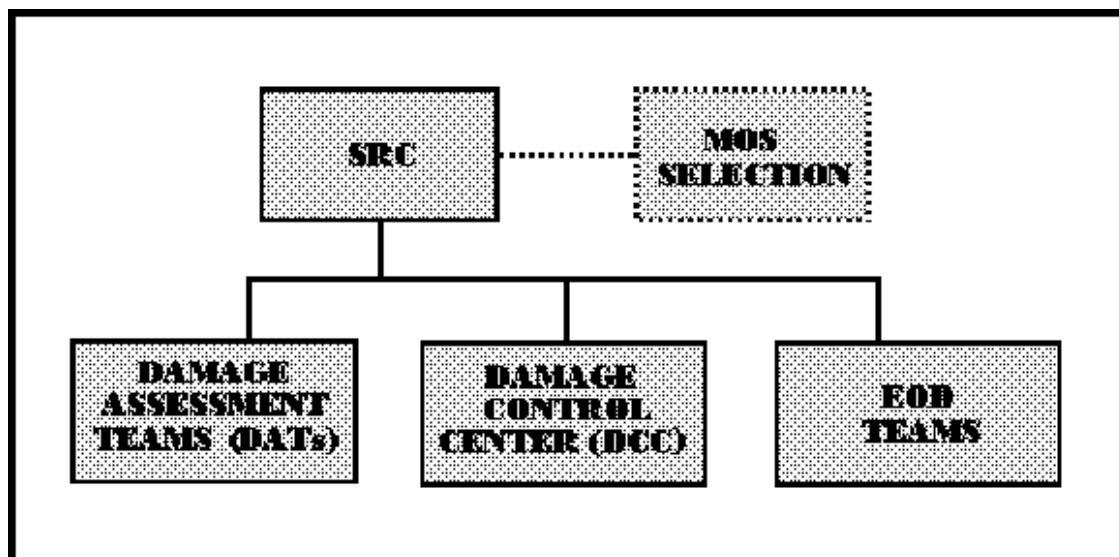 SRC
MOS
SELECTION
DAMAGE
ASSESSMENT
TEAMS (DATs)
DAMAGE
CONTROL
CENTER (DCC)
EOD
TEAMS